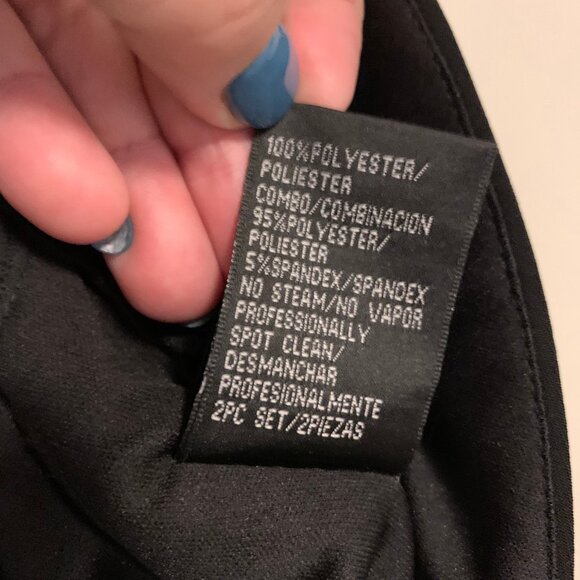 100%POLYESTER/
POLIESTER
COMBO/COMBINACION
95%POLYESTER/
POLIESTER
5%SPANDEX/SPANDEX
NO STEAM/NO VAPOR
PROFESSIONALLY
SPOT CLEAN/
DESMANCHAR
PROFESIONALMENTE
2PC SET/2PIEZAS